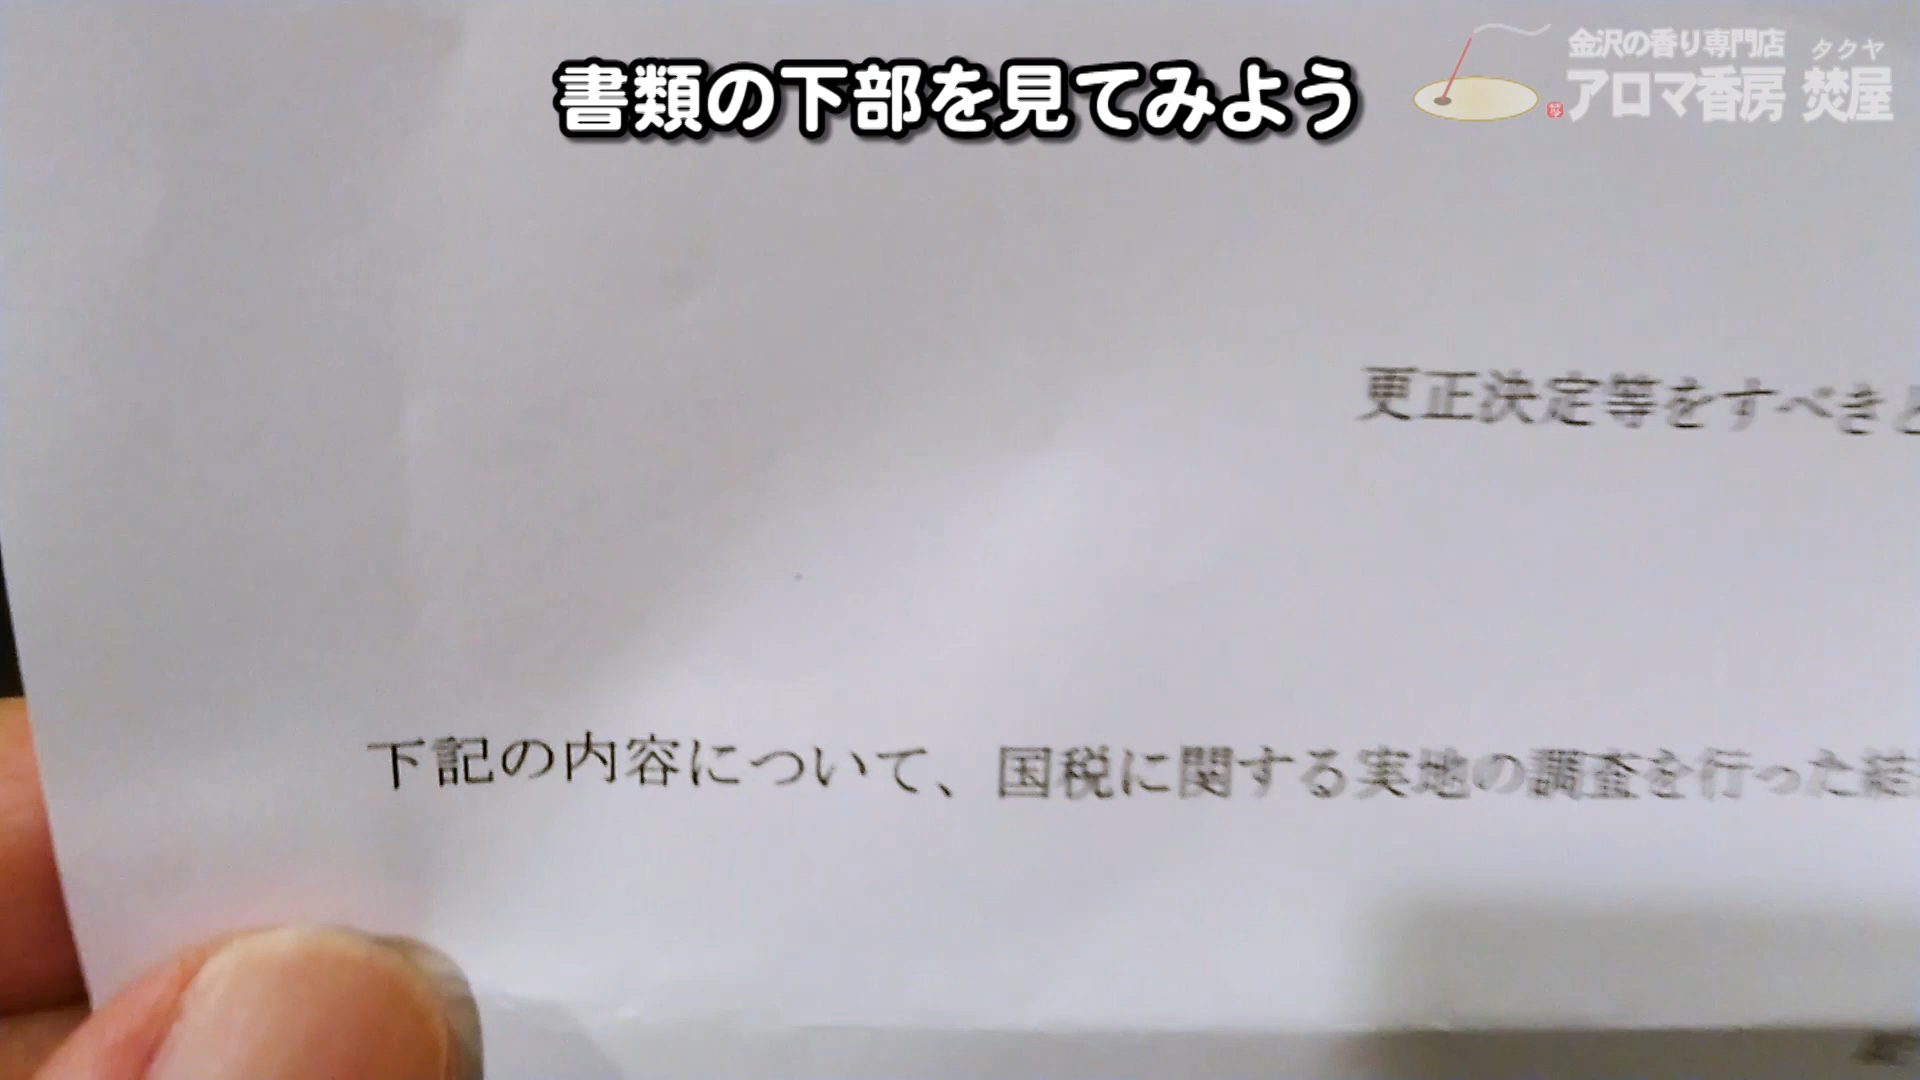 書類の下部を見てみよう
金沢の香り専門店
タクヤ
アロマ香房 焚屋
更正決定等をすべきと
下記の内容について、国税に関する実地の調査を行った結